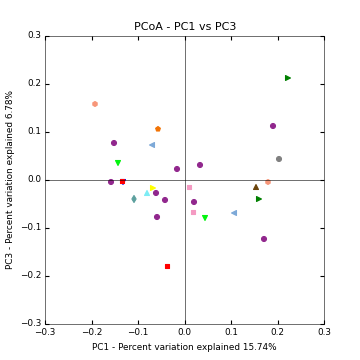 PCoA - PC1 vs PC3
0.3
0.2
0.1
0.0
−0.1
−0.2
−0.3
PC3 - Percent variation explained 6.78%
−0.3 −0.2 −0.1 0.0 0.1 0.2 0.3
PC1 - Percent variation explained 15.74%